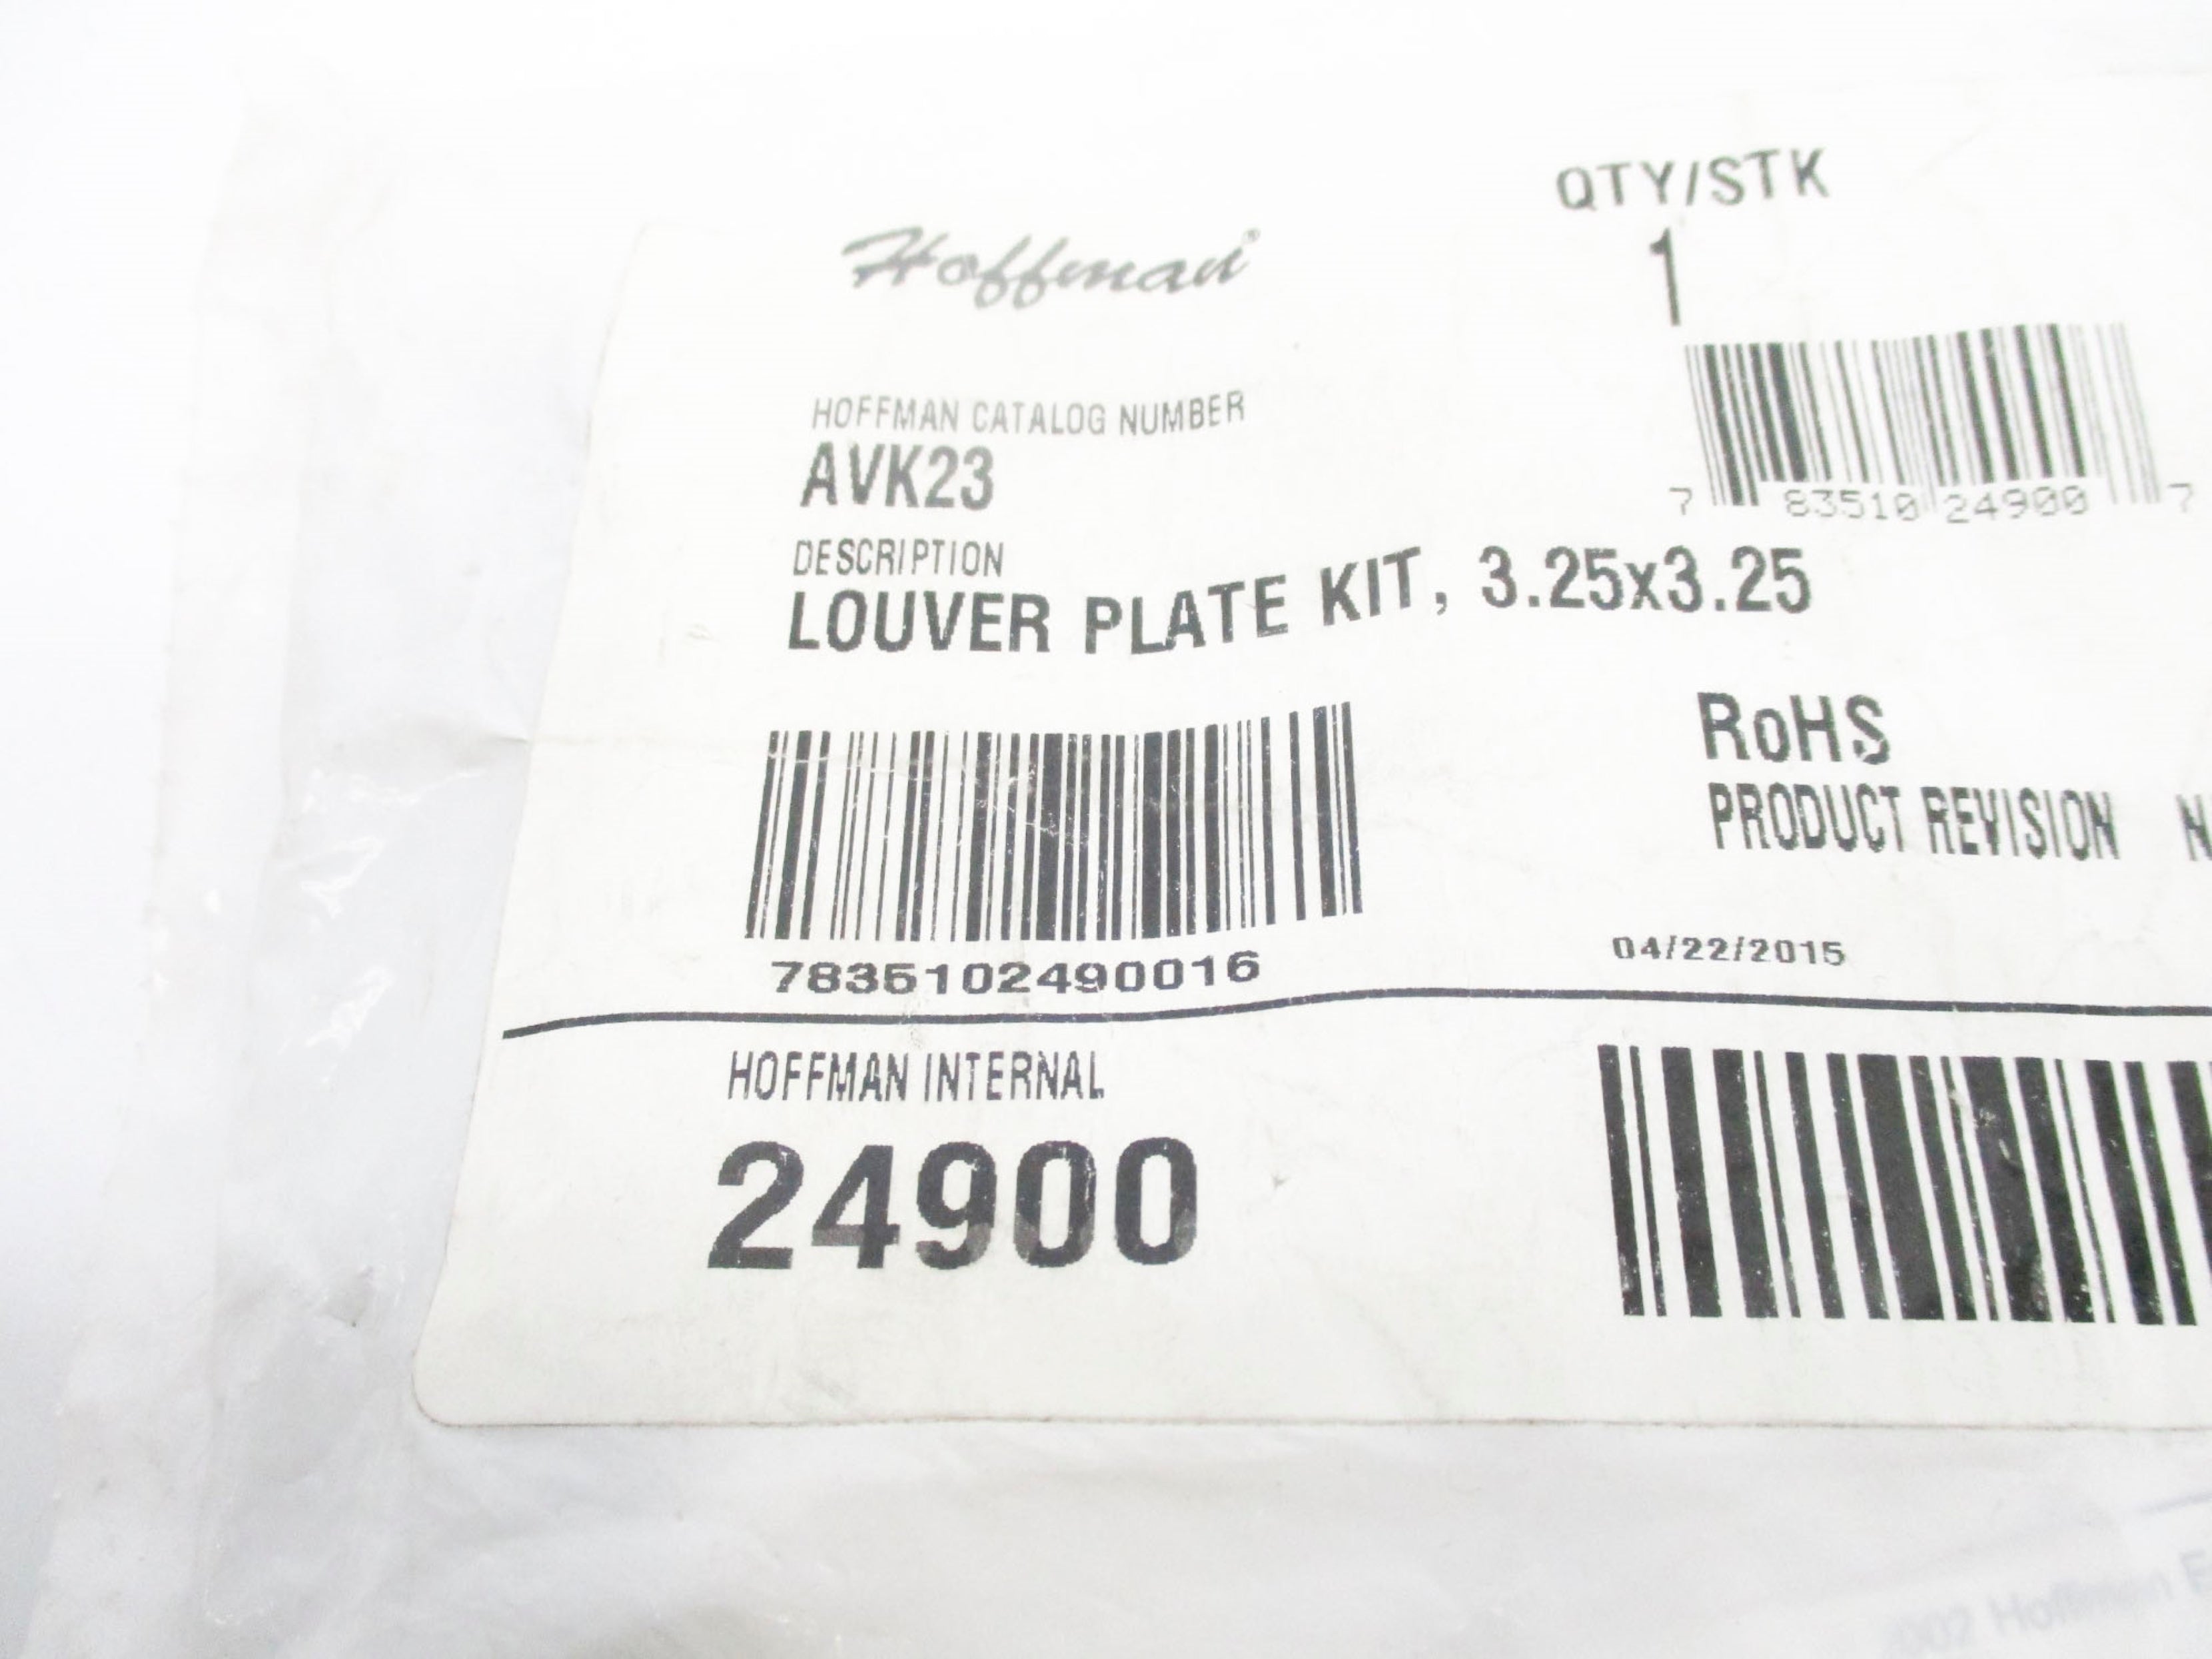 Hoffman®
QTY/STK
1
HOFFMAN CATALOG NUMBER
AVK23
7 83510 24900 7
DESCRIPTION
LOUVER PLATE KIT, 3.25x3.25
RoHS
PRODUCT REVISION N
7835102490016
04/22/2015
HOFFMAN INTERNAL
24900
Hoffman E